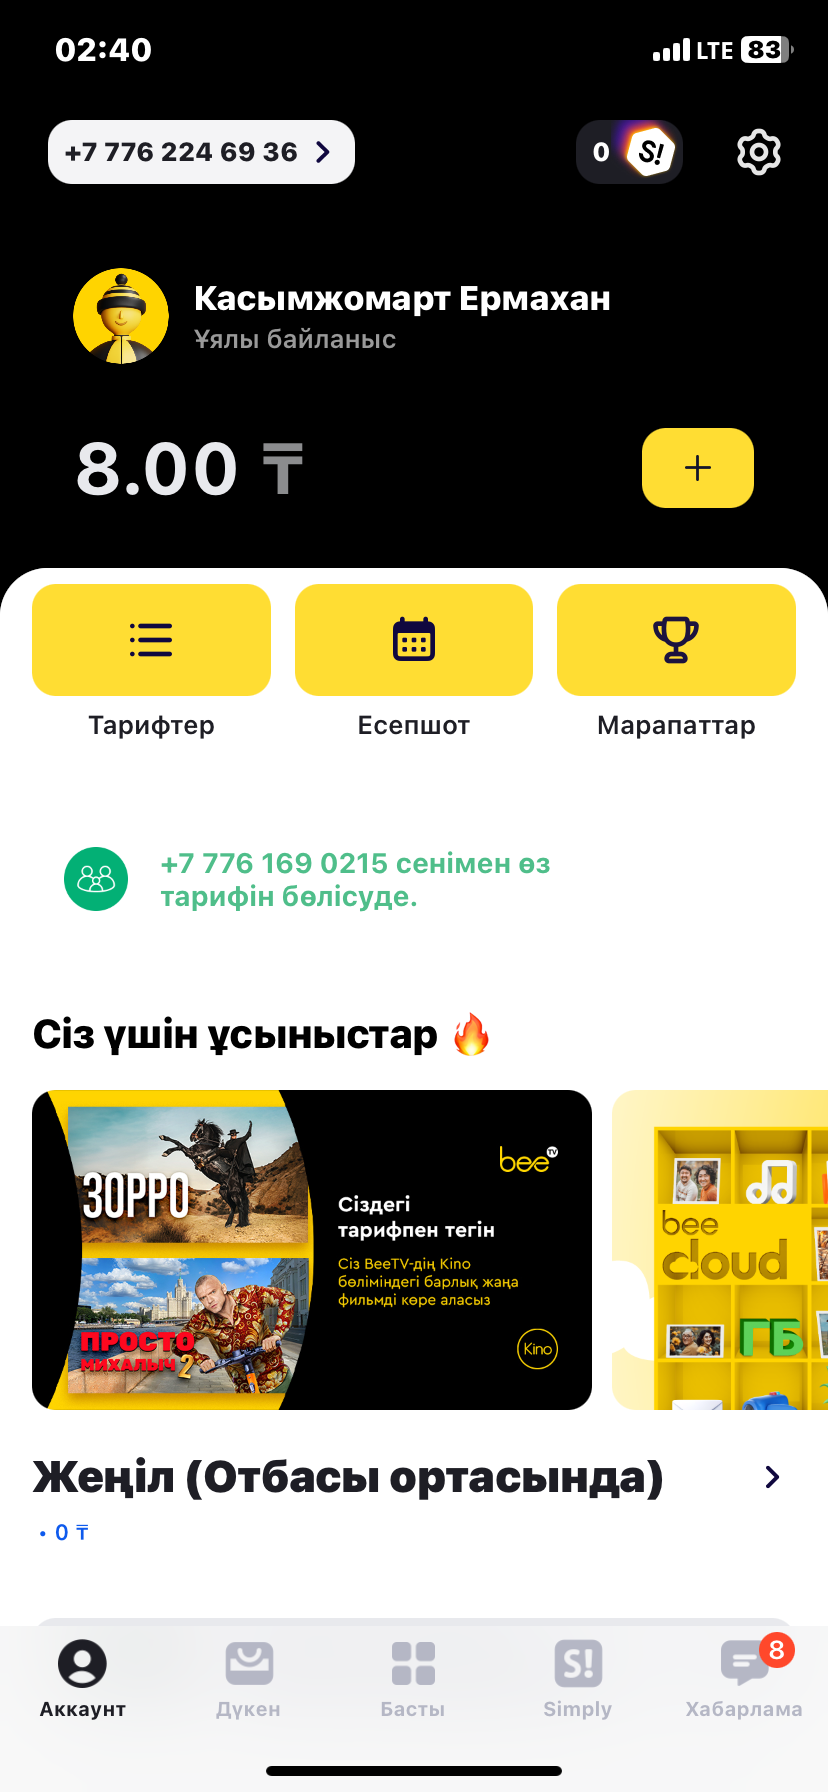 02:40
LTE 83
+7 776 224 69 36
0 S!
Касымжомарт Ермахан
Ұялы байланыс
8.00 ₸
Тарифтер
Есепшот
Марапаттар
+7 776 169 0215 сенімен өз
тарифін бөлісуде.
Сіз үшін ұсыныстар 🔥
ЗОРРО
ПРОСТО
МИХАЛЫЧ 2
bee TV
Сіздегі
тарифпен тегін
Сіз BeeTV-дің Kino
бөліміндегі барлық жаңа
фильмді көре аласыз
Kino
bee
cloud
ГБ
Жеңіл (Отбасы ортасында)
• 0 ₸
Аккаунт
Дүкен
Басты
S!
Simply
8
Хабарлама